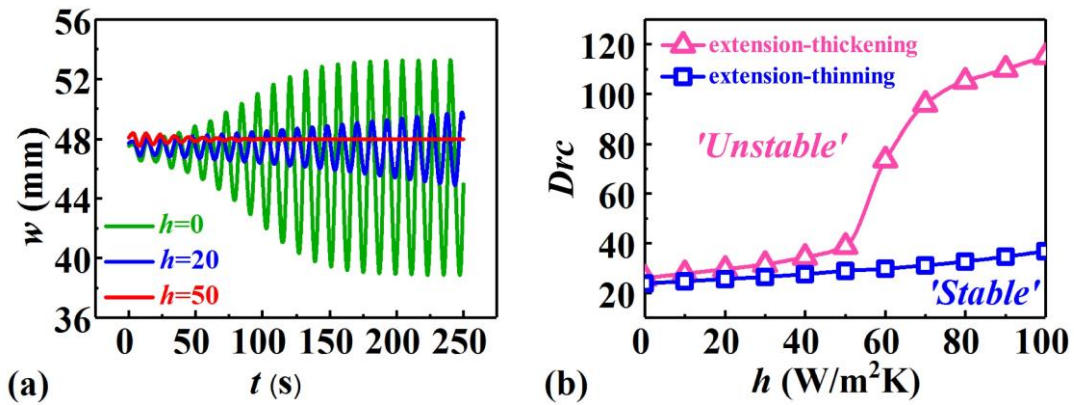 56
52
48
44
40
36
w (mm)
h=0
h=20
h=50
0 50 100 150 200 250
(a) t (s)
120
100
80
60
40
20
Drc
extension-thickening
extension-thinning
'Unstable'
'Stable'
0 20 40 60 80 100
(b) h (W/m²K)